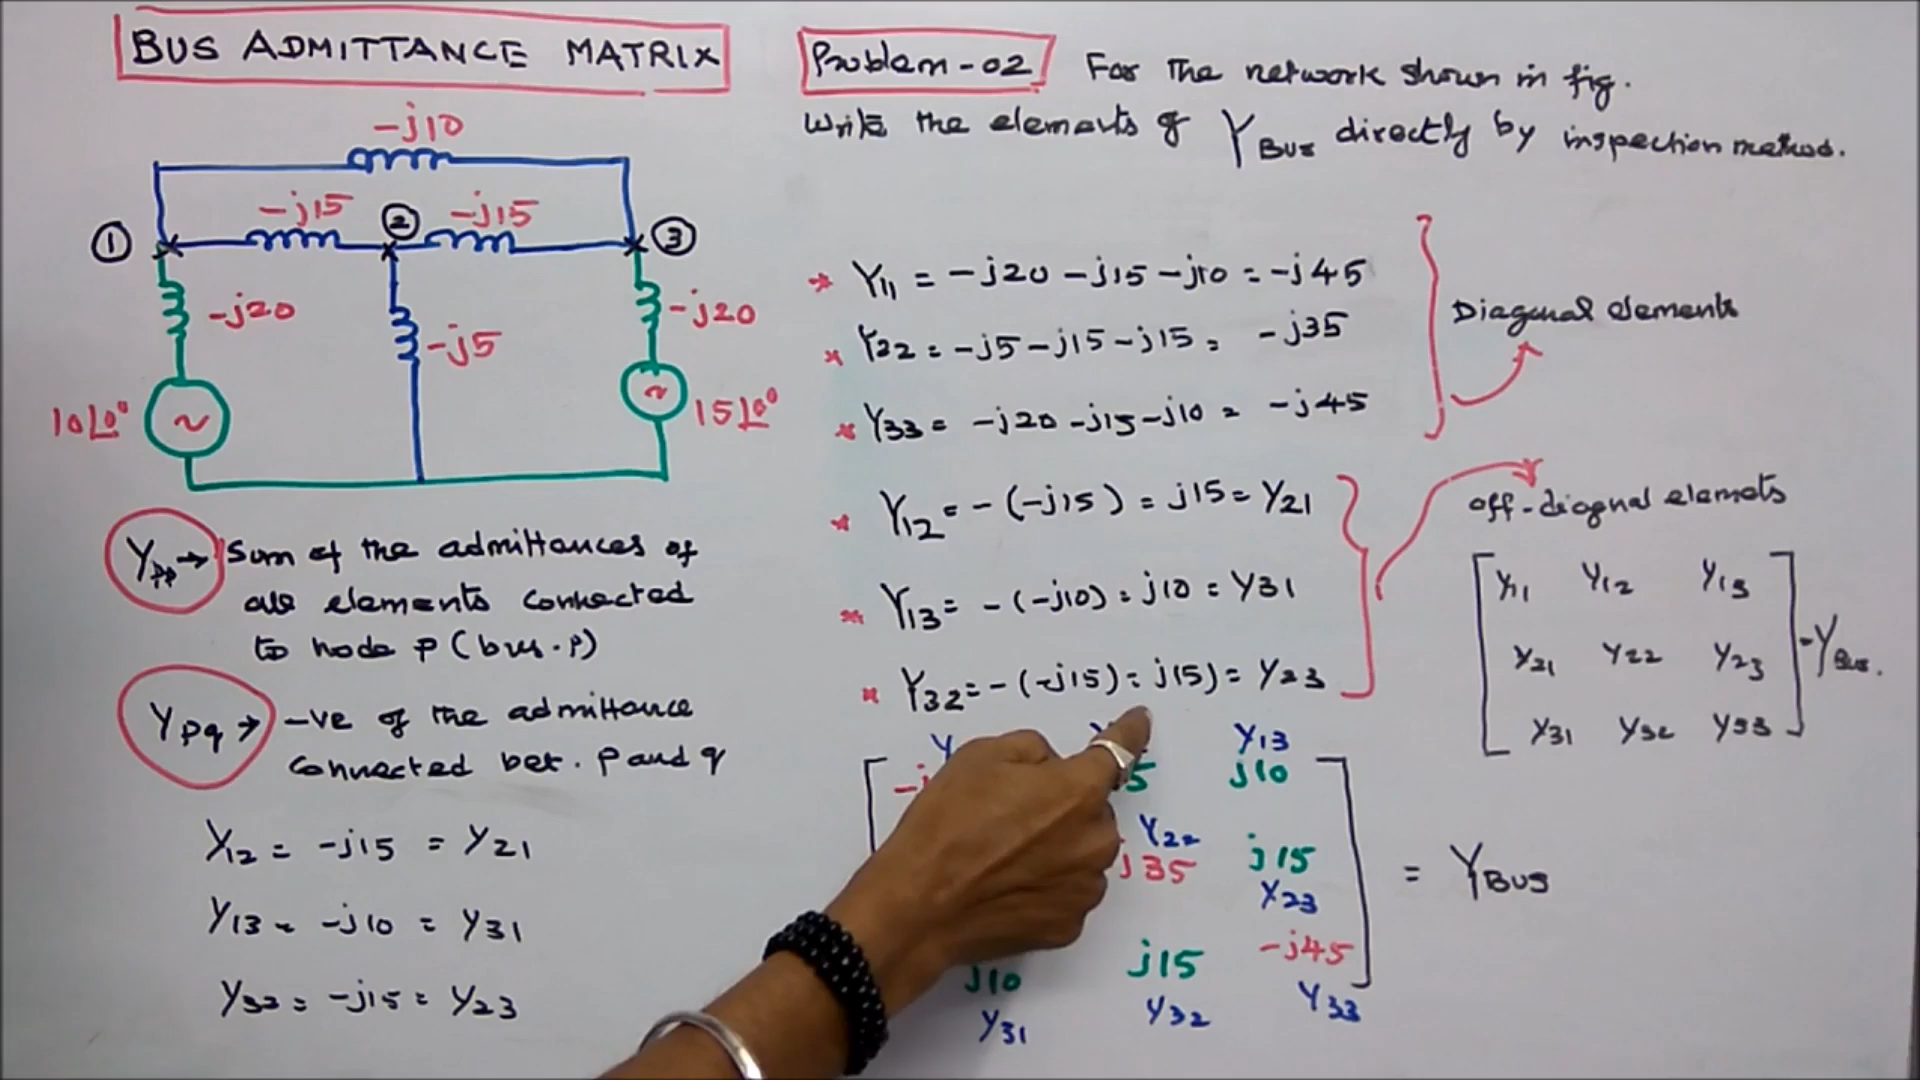 BUS ADMITTANCE MATRIX
-j10
-j15
-j15
1
2
3
-j20
-j5
-j20
10∠0°
~
~
15∠0°
Ypp → Sum of the admittances of
elements connected
to node P (bus.P)
Ypq → -ve of the admittance
connected bet. P and q
Y12 = -j15 = Y21
Y13 = -j10 = Y31
Y32 = -j15 = Y23
Problem-02 For the network shown in fig.
Write the elements of YBus directly by inspection method.
* Y11 = -j20 -j15 -j10 = -j45
* Y22 = -j5 -j15 -j15 = -j35
* Y33 = -j20 -j15 -j10 = -j45
Diagonal elements
* Y12 = -(-j15) = j15 = Y21
* Y13 = -(-j10) = j10 = Y31
* Y32 = -(-j15) = j15) = Y23
off-diagonal elemets
Y11 Y12 Y13
Y21 Y22 Y23
Y31 Y32 Y33
= YBus.
Y13
j10
Y22
j35 j15
Y23
j10 j15 -j45
Y31 Y32 Y33
= YBUS